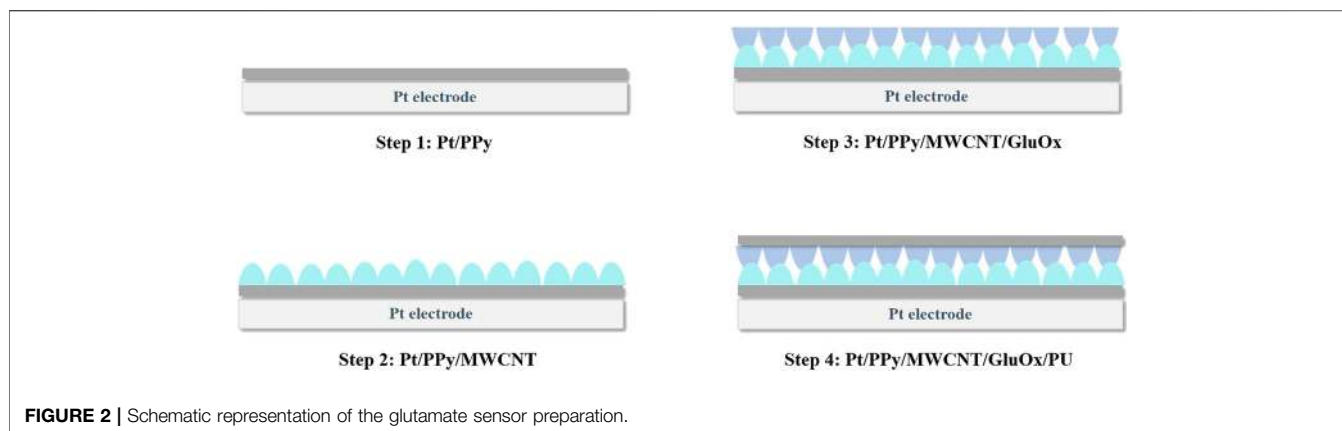 Pt electrode
Step 1: Pt/PPy
Pt electrode
Step 3: Pt/PPy/MWCNT/GluOx
Pt electrode
Step 2: Pt/PPy/MWCNT
Pt electrode
Step 4: Pt/PPy/MWCNT/GluOx/PU
FIGURE 2 | Schematic representation of the glutamate sensor preparation.